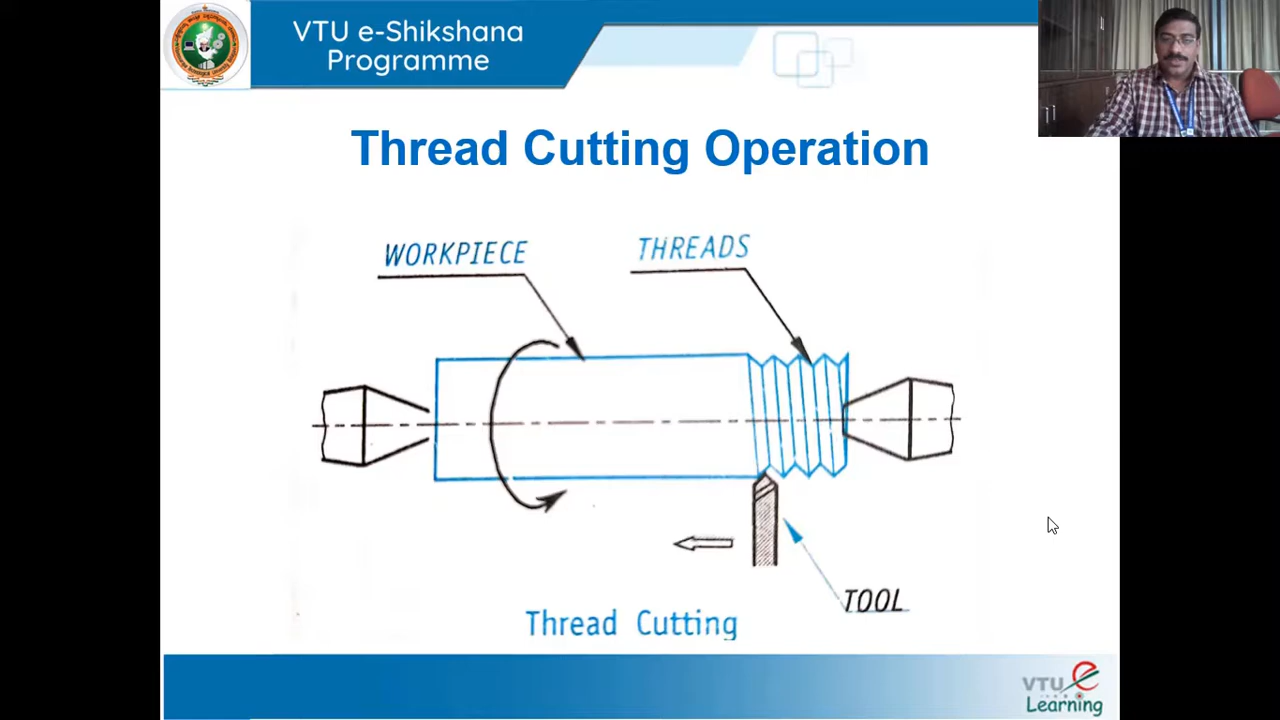 VTU e-Shikshana
Programme
Thread Cutting Operation
WORKPIECE
THREADS
TOOL
Thread Cutting
VTU
Learning